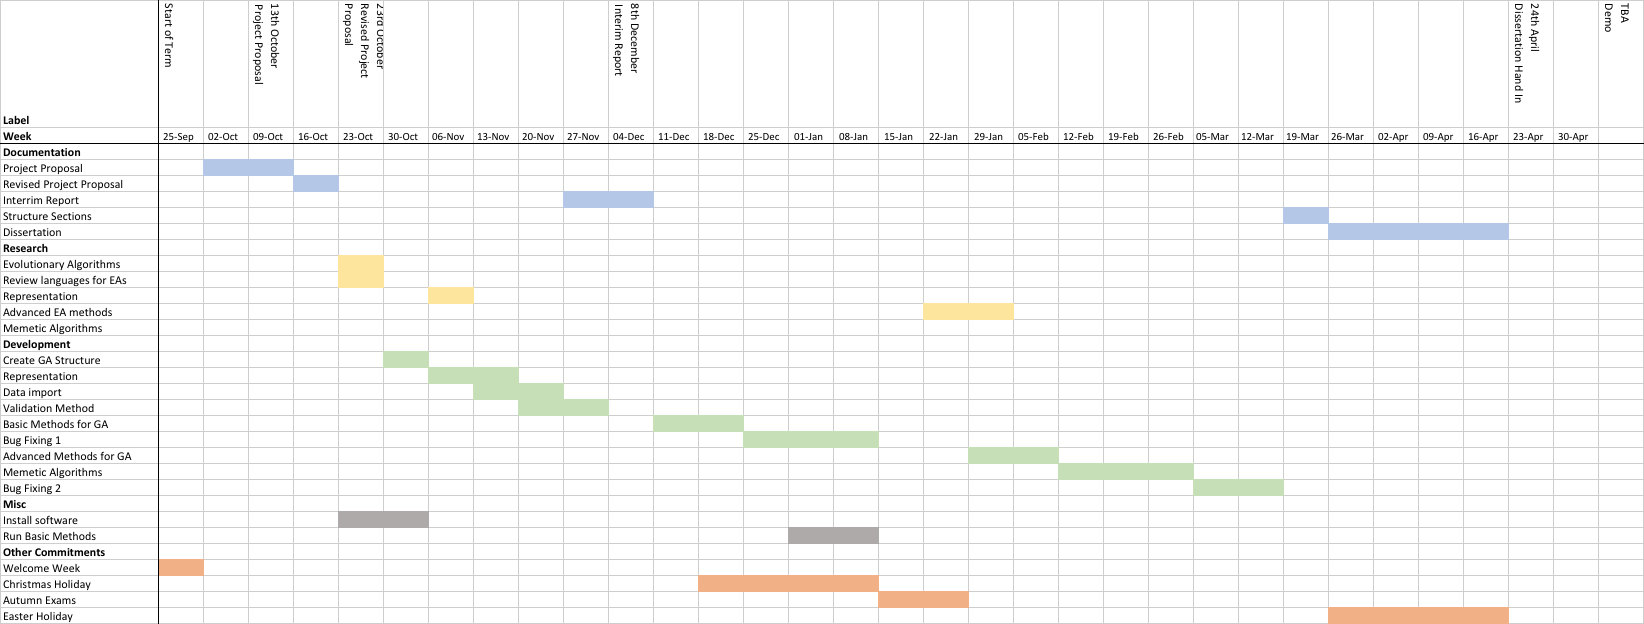 Start of Term
13th October
Project Proposal
23rd October
Revised Project
Proposal
8th December
Interim Report
24th April
Dissertation Hand In
TBA
Demo
Label
Week 25-Sep 02-Oct 09-Oct 16-Oct 23-Oct 30-Oct 06-Nov 13-Nov 20-Nov 27-Nov 04-Dec 11-Dec 18-Dec 25-Dec 01-Jan 08-Jan 15-Jan 22-Jan 29-Jan 05-Feb 12-Feb 19-Feb 26-Feb 05-Mar 12-Mar 19-Mar 26-Mar 02-Apr 09-Apr 16-Apr 23-Apr 30-Apr
Documentation
Project Proposal
Revised Project Proposal
Interrim Report
Structure Sections
Dissertation
Research
Evolutionary Algorithms
Review languages for EAs
Representation
Advanced EA methods
Memetic Algorithms
Development
Create GA Structure
Representation
Data import
Validation Method
Basic Methods for GA
Bug Fixing 1
Advanced Methods for GA
Memetic Algorithms
Bug Fixing 2
Misc
Install software
Run Basic Methods
Other Commitments
Welcome Week
Christmas Holiday
Autumn Exams
Easter Holiday